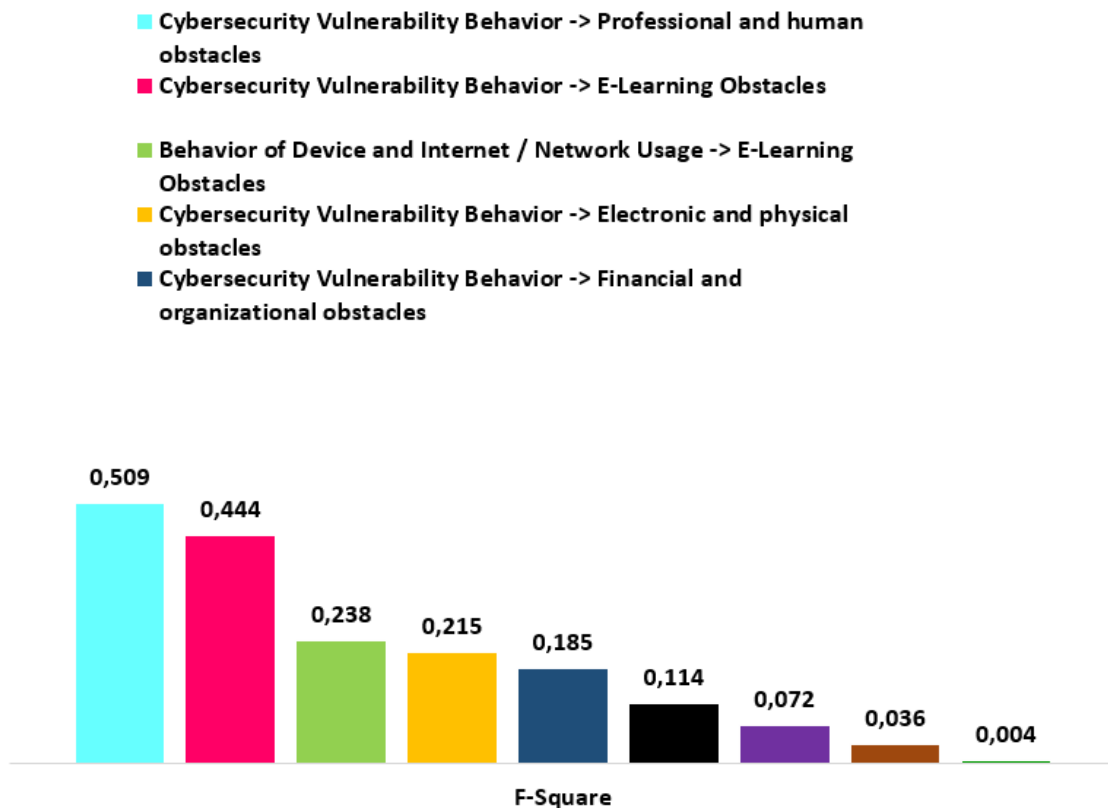 Cybersecurity Vulnerability Behavior -> Professional and human
obstacles
Cybersecurity Vulnerability Behavior -> E-Learning Obstacles
Behavior of Device and Internet / Network Usage -> E-Learning
Obstacles
Cybersecurity Vulnerability Behavior -> Electronic and physical
obstacles
Cybersecurity Vulnerability Behavior -> Financial and
organizational obstacles
0,509
0,444
0,238
0,215
0,185
0,114
0,072
0,036
0,004
F-Square